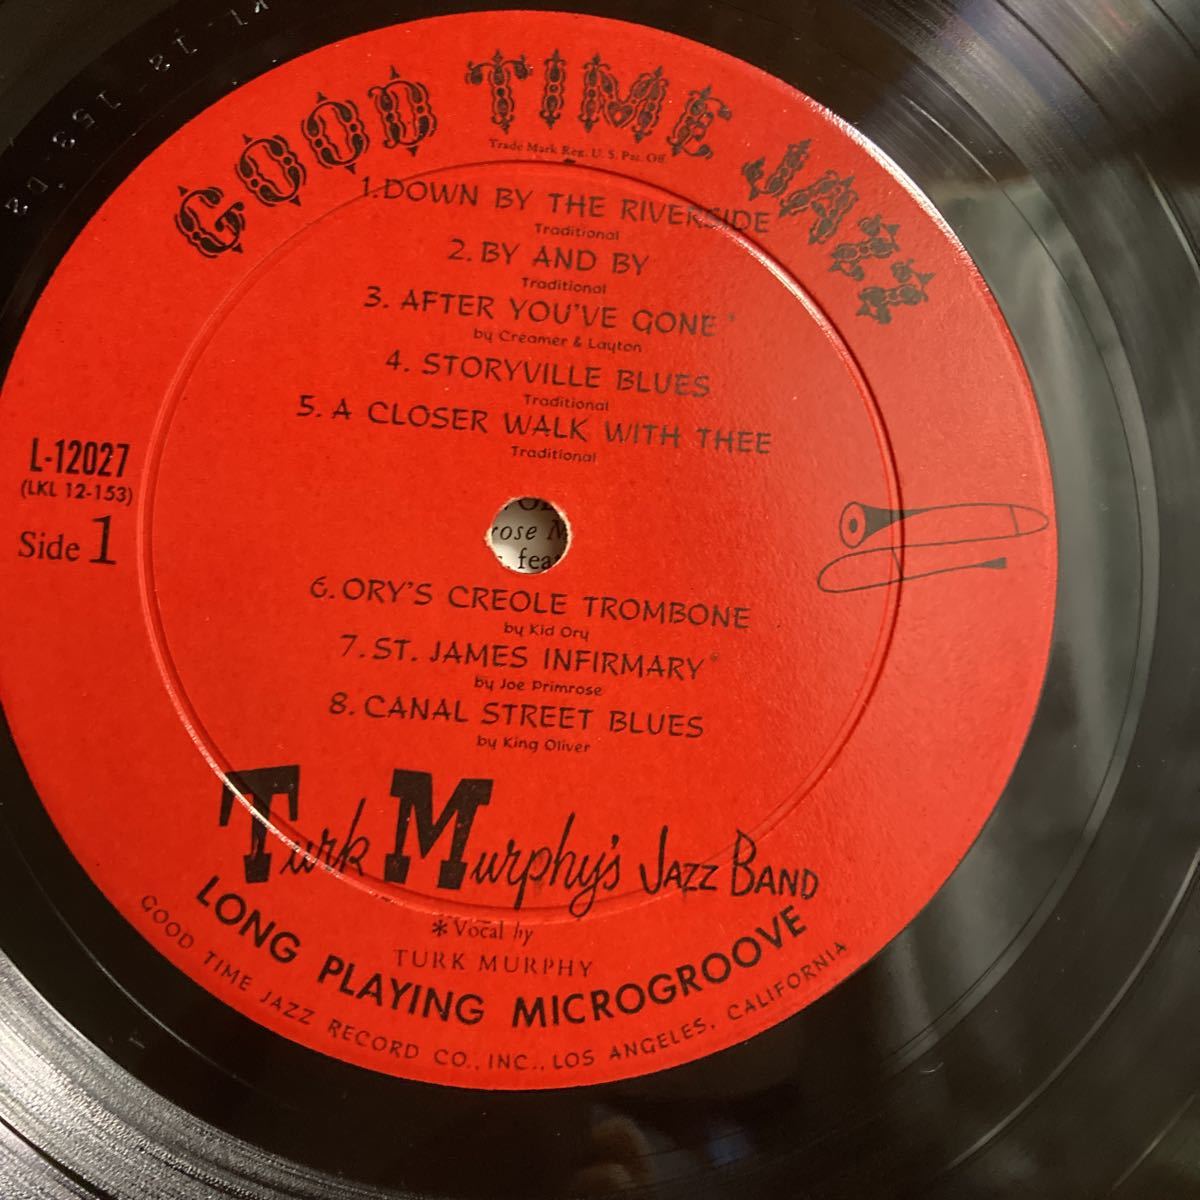 GOOD TIME JAZZ
Trade Mark Reg. U. S. Pat. Off.
1. DOWN BY THE RIVERSIDE
Traditional
2. BY AND BY
Traditional
3. AFTER YOU'VE GONE*
by Creamer & Layton
4. STORYVILLE BLUES
Traditional
5. A CLOSER WALK WITH THEE
Traditional
L-12027
(LKL 12-153)
Side 1
rose M
fea
6. ORY'S CREOLE TROMBONE
by Kid Ory
7. ST. JAMES INFIRMARY*
by Joe Primrose
8. CANAL STREET BLUES
by King Oliver
Turk Murphy's JAZZ BAND
*Vocal by
TURK MURPHY
LONG PLAYING MICROGROOVE
GOOD TIME JAZZ RECORD CO., INC., LOS ANGELES, CALIFORNIA